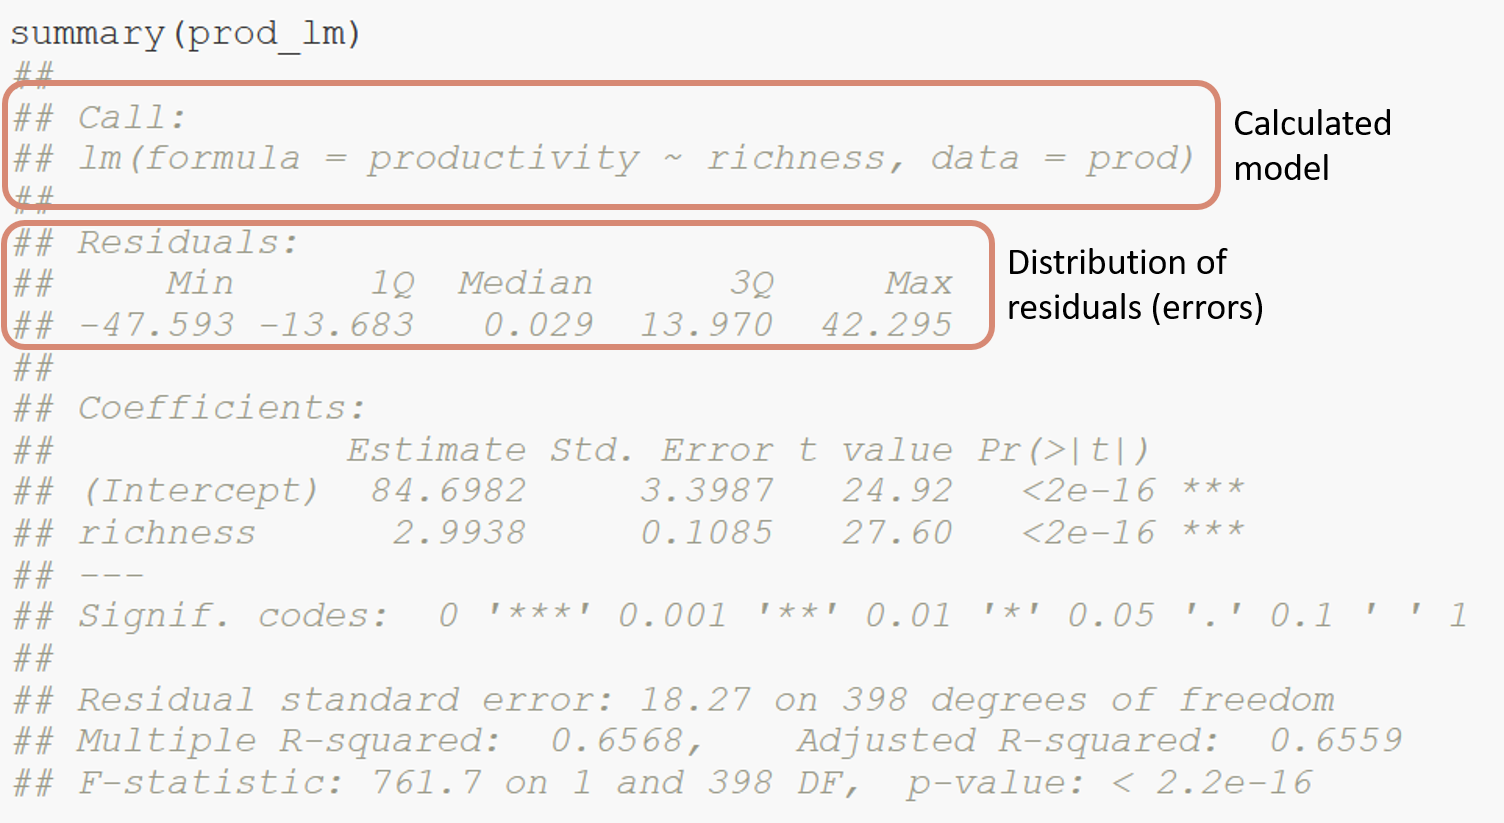 summary(prod_lm)
##
## Call:
## lm(formula = productivity ~ richness, data = prod)
##
Calculated
model
## Residuals:
##     Min      1Q  Median      3Q     Max
## -47.593 -13.683   0.029  13.970  42.295
Distribution of
residuals (errors)
##
## Coefficients:
##             Estimate Std. Error t value Pr(>|t|)
## (Intercept)  84.6982     3.3987   24.92   <2e-16 ***
## richness      2.9938     0.1085   27.60   <2e-16 ***
## ---
## Signif. codes:  0 '***' 0.001 '**' 0.01 '*' 0.05 '.' 0.1 ' ' 1
##
## Residual standard error: 18.27 on 398 degrees of freedom
## Multiple R-squared:  0.6568,    Adjusted R-squared:  0.6559
## F-statistic: 761.7 on 1 and 398 DF,  p-value: < 2.2e-16